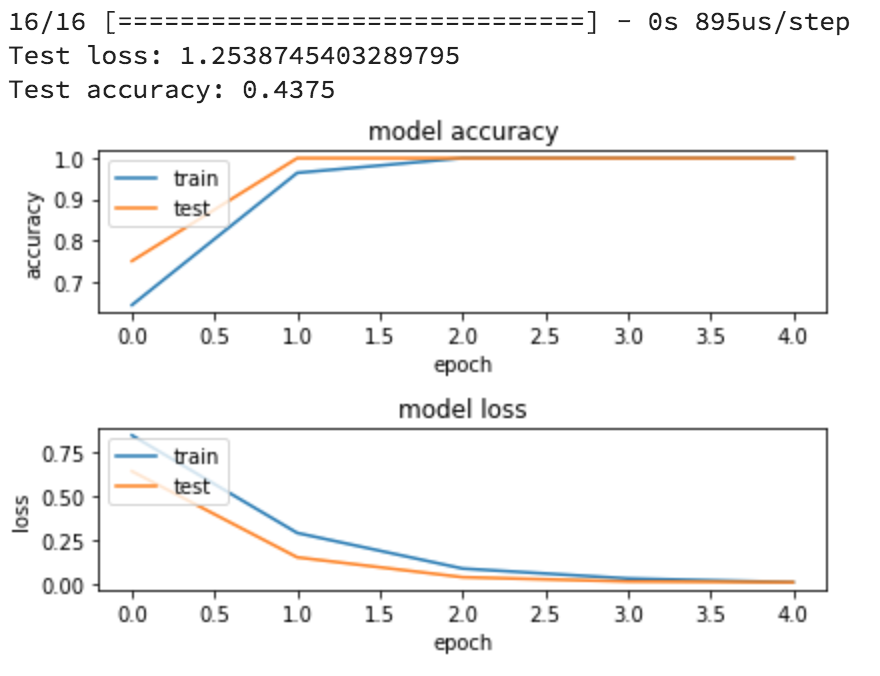 16/16 [==============================] - 0s 895us/step
Test loss: 1.2538745403289795
Test accuracy: 0.4375
model accuracy
1.0
0.9
0.8
0.7
accuracy
train
test
0.0 0.5 1.0 1.5 2.0 2.5 3.0 3.5 4.0
epoch
model loss
0.75
0.50
0.25
0.00
loss
train
test
0.0 0.5 1.0 1.5 2.0 2.5 3.0 3.5 4.0
epoch